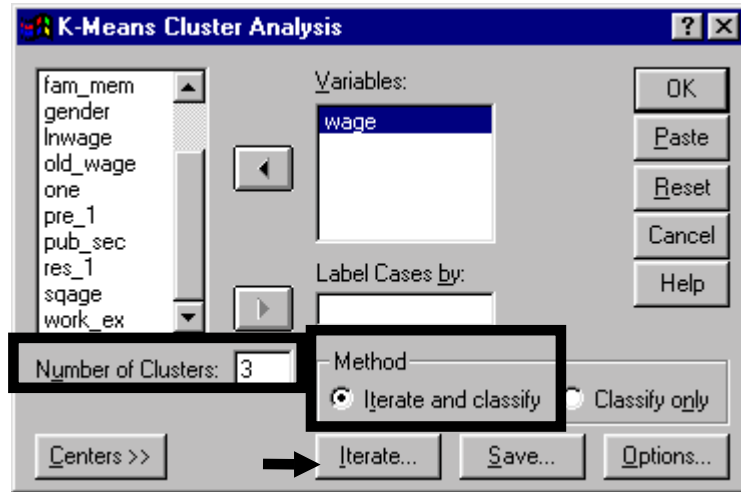 K-Means Cluster Analysis
fam_mem
gender
lnwage
old_wage
one
pre_1
pub_sec
res_1
sqage
work_ex
Variables:
wage
Label Cases by:
Number of Clusters: 3
Method
Iterate and classify
Classify only
OK
Paste
Reset
Cancel
Help
Centers >>
Iterate...
Save...
Options...